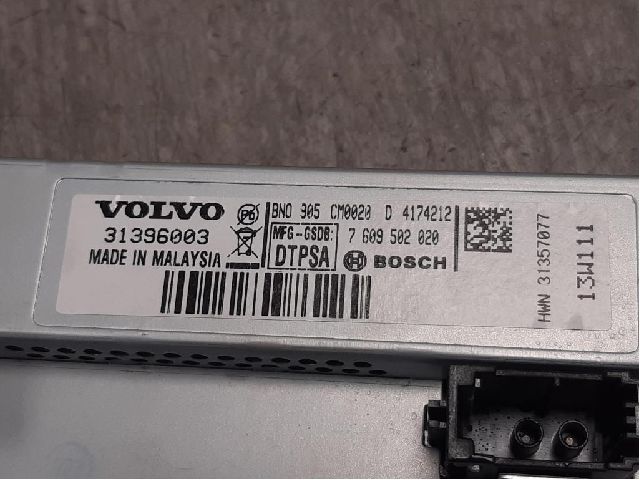 VOLVO Pb BNO 905 CM0020 D 4174212
31396003 MFG-GSDB: 7 609 502 020
MADE IN MALAYSIA DTPSA BOSCH
HWN 31357077
13W111